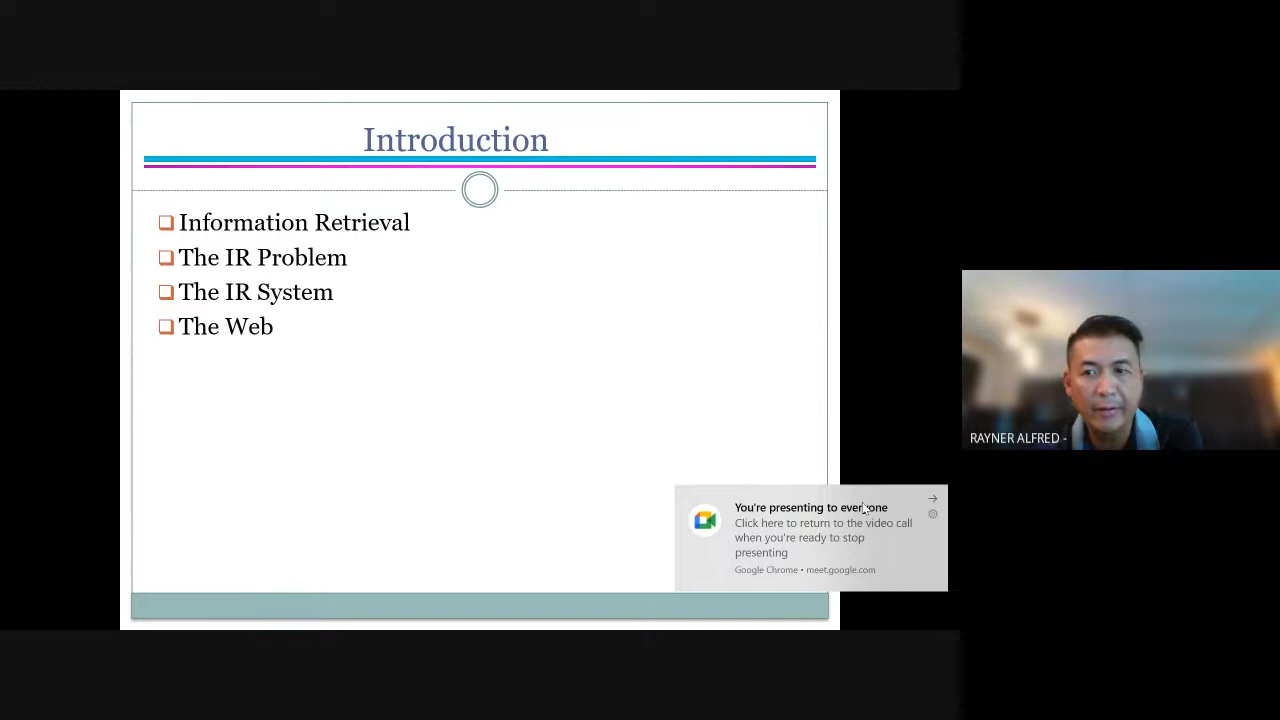 Introduction
Information Retrieval
The IR Problem
The IR System
The Web
You're presenting to everyone
Click here to return to the video call
when you're ready to stop
presenting
Google Chrome • meet.google.com
RAYNER ALFRED -